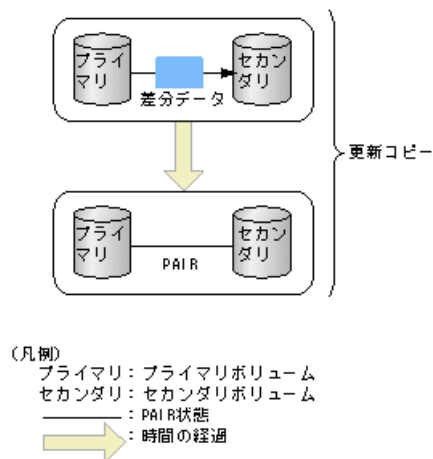 プライ
マリ
セカン
ダリ
差分データ
更新コピー
プライ
マリ
セカン
ダリ
PAIR
(凡例)
プライマリ：プライマリボリューム
セカンダリ：セカンダリボリューム
：PAIR状態
：時間の経過